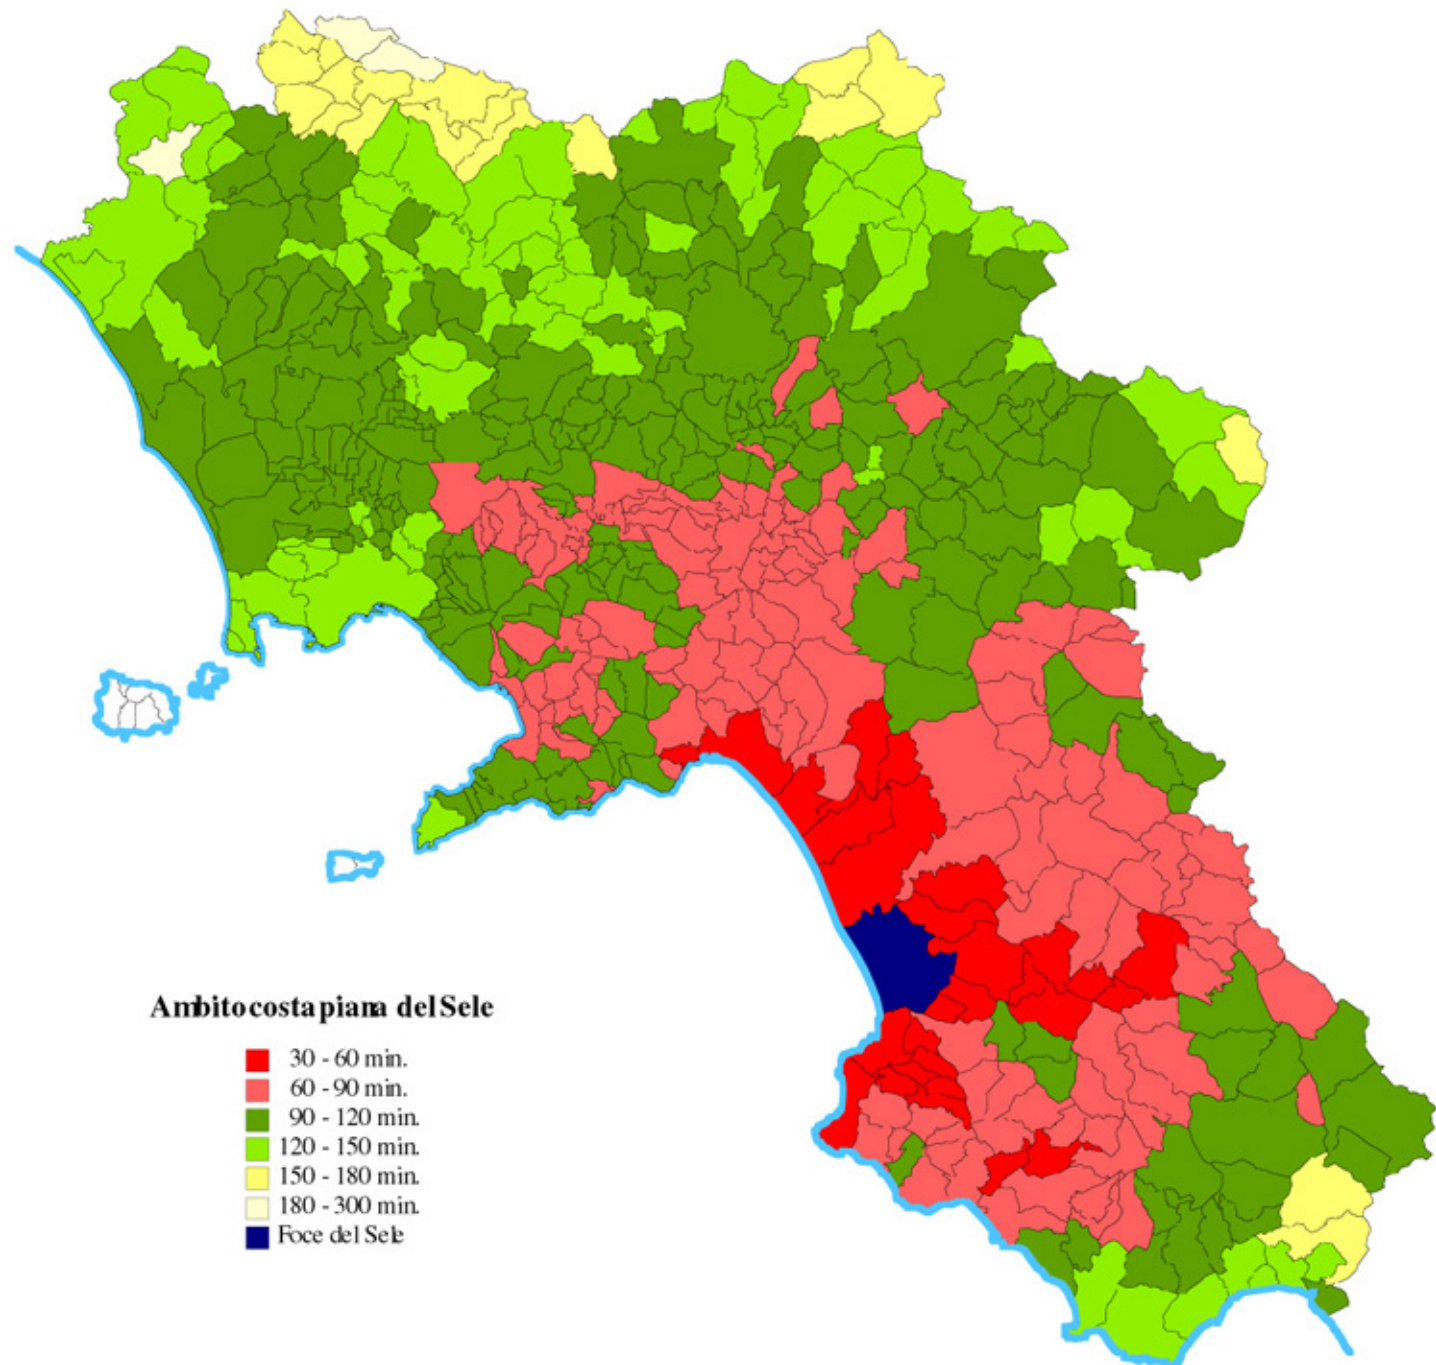 Ambito costa piana del Sele
30 - 60 min.
60 - 90 min.
90 - 120 min.
120 - 150 min.
150 - 180 min.
180 - 300 min.
Foce del Sele